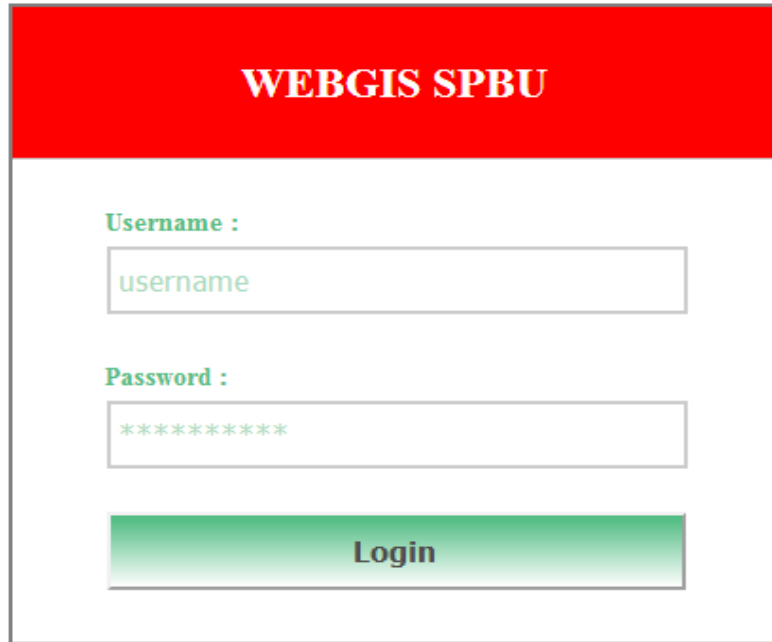 WEBGIS SPBU
Username :
username
Password :
**********
Login